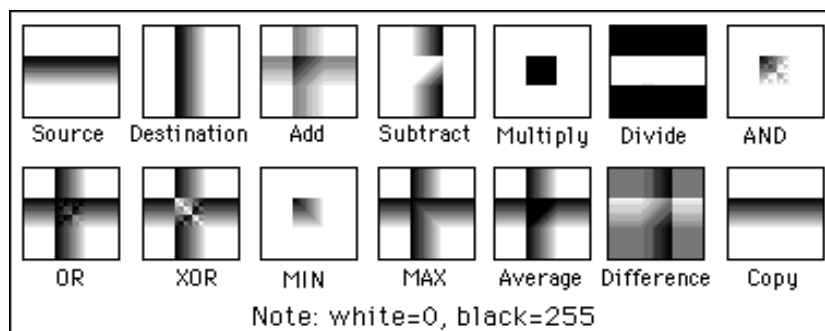 Source Destination Add Subtract Multiply Divide AND
OR XOR MIN MAX Average Difference Copy
Note: white=0, black=255